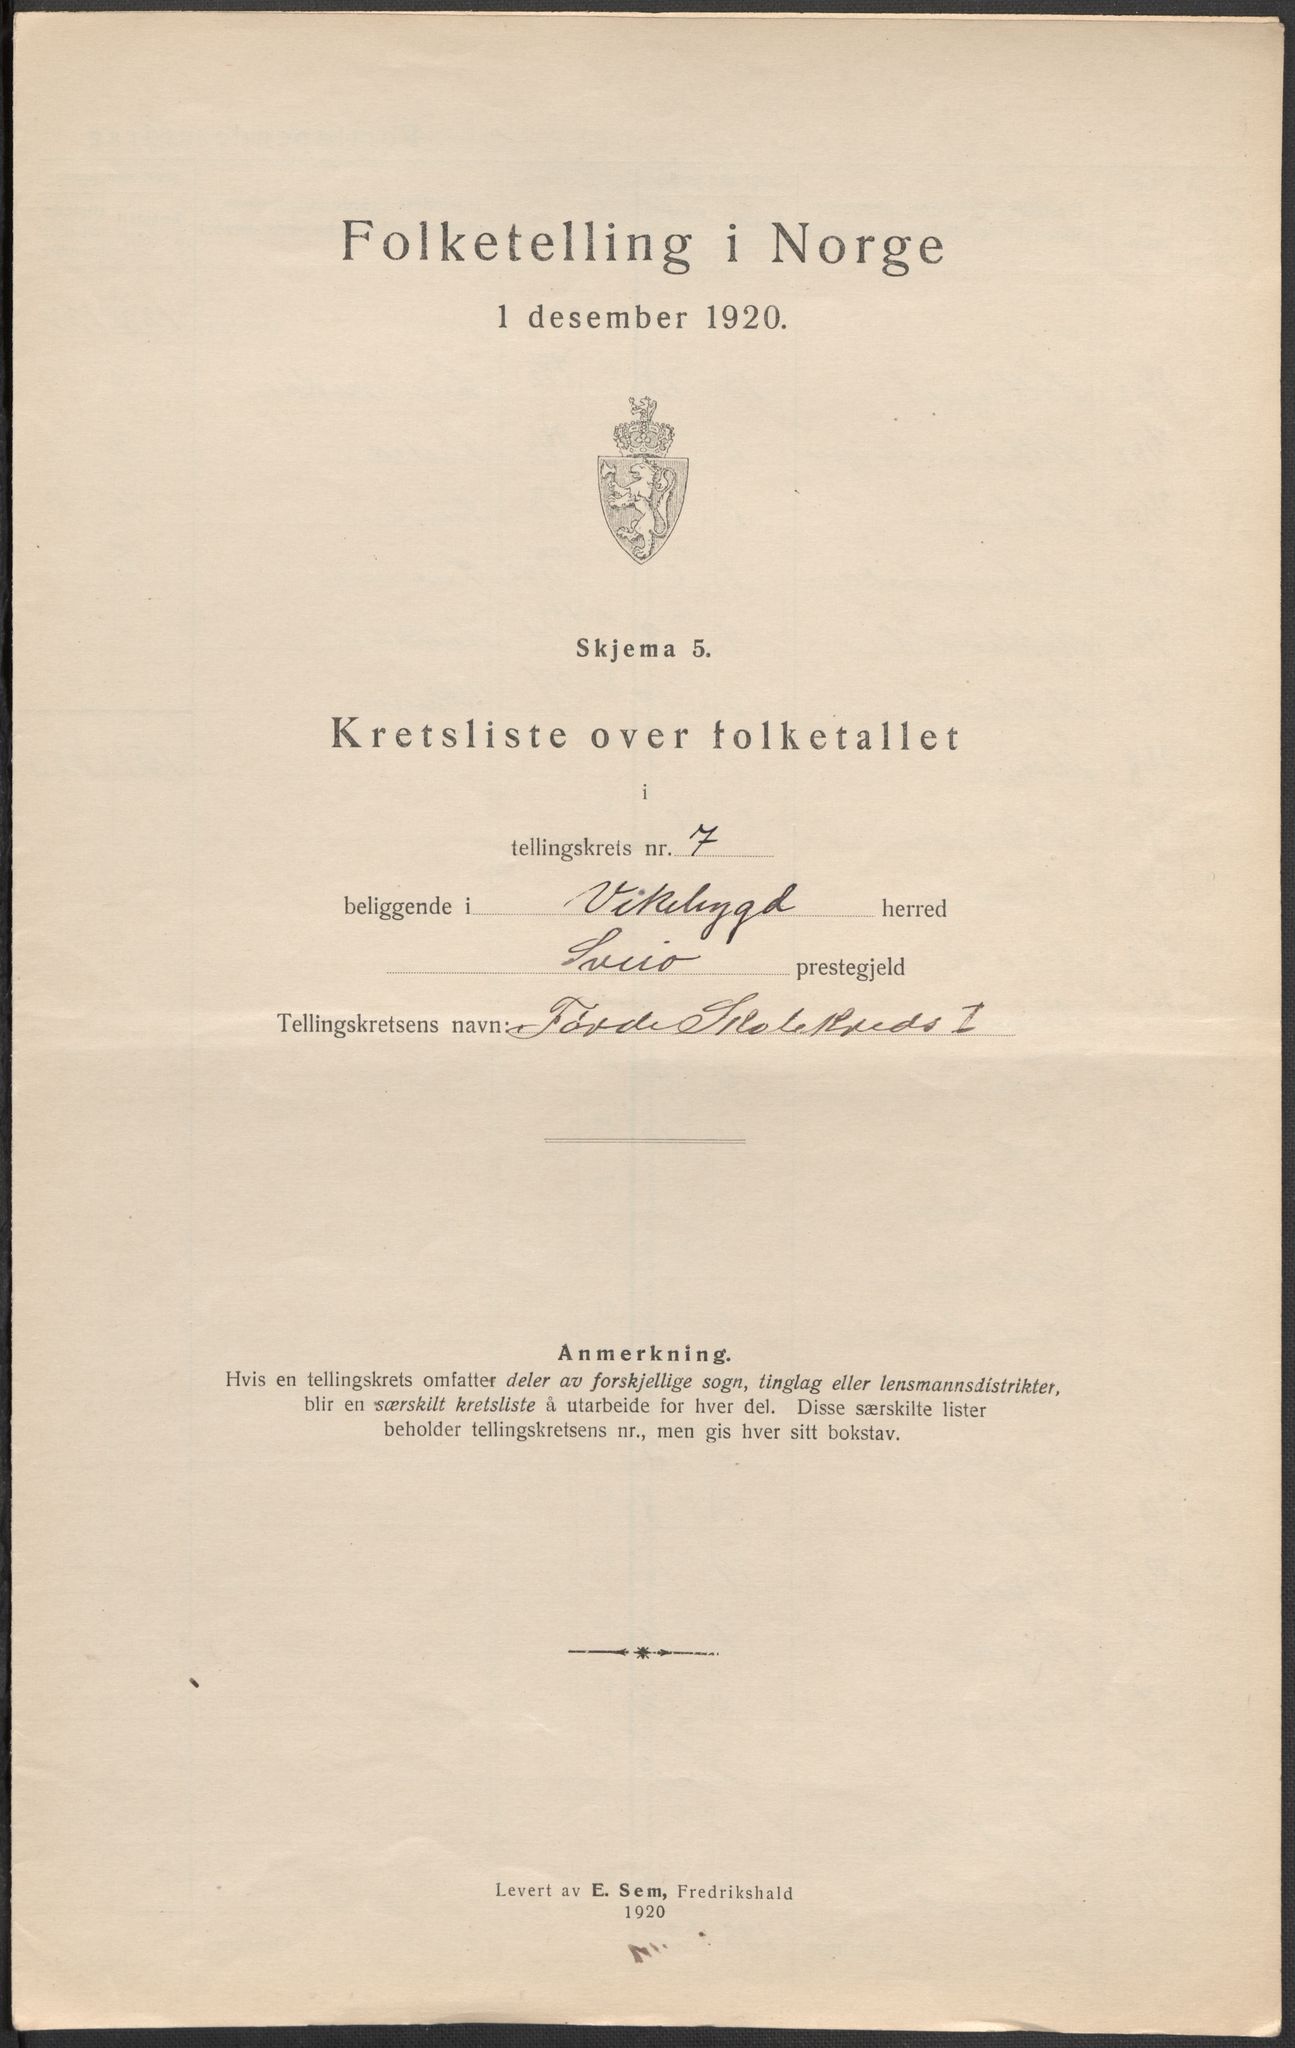 Folketelling i Norge
1 desember 1920.
Skjema 5.
Kretsliste over folketallet
i
tellingskrets nr. 7
beliggende i Vikebygd herred
Sveio prestegjeld
Tellingskretsens navn: Førde Skolekreds I
Anmerkning.
Hvis en tellingskrets omfatter deler av forskjellige sogn, tinglag eller lensmannsdistrikter,
blir en særskilt kretsliste å utarbeide for hver del. Disse særskilte lister
beholder tellingskretsens nr., men gis hver sitt bokstav.
Levert av E. Sem, Fredrikshald
1920